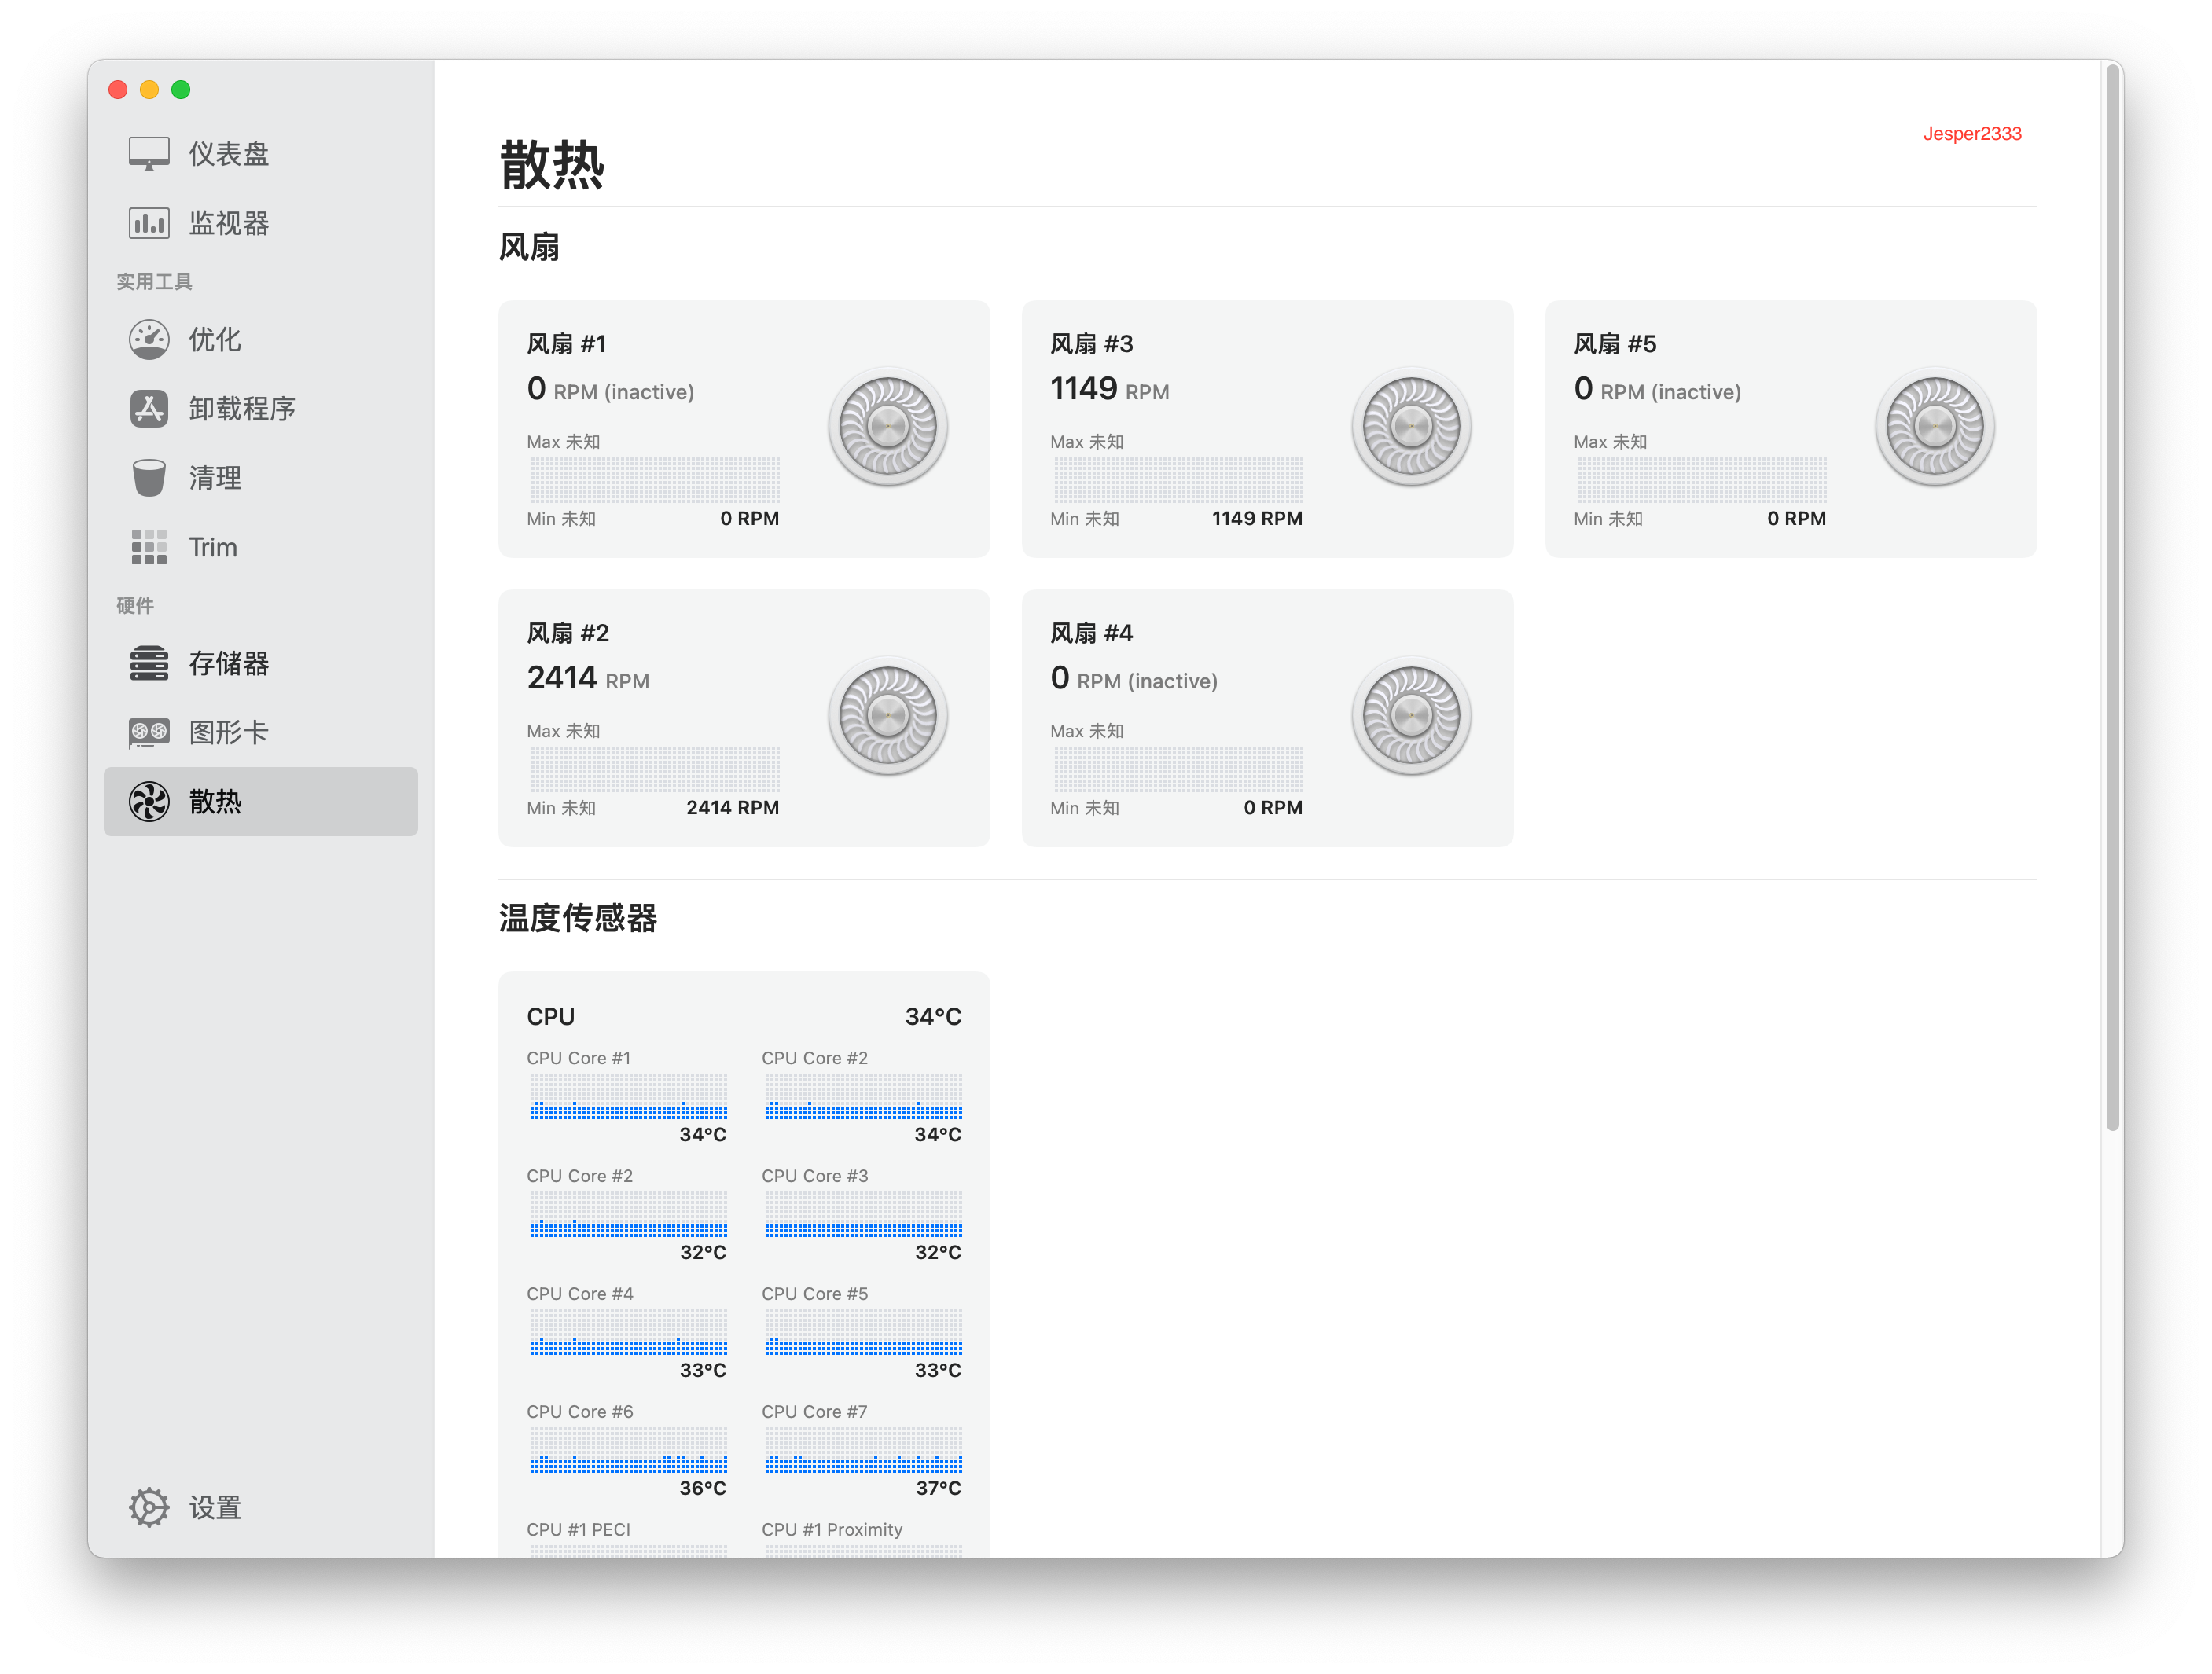 仪表盘
监视器
实用工具
优化
卸载程序
清理
Trim
硬件
存储器
图形卡
散热
设置
Jesper2333
散热
风扇
风扇 #1
0 RPM (inactive)
Max 未知
Min 未知 0 RPM
风扇 #3
1149 RPM
Max 未知
Min 未知 1149 RPM
风扇 #5
0 RPM (inactive)
Max 未知
Min 未知 0 RPM
风扇 #2
2414 RPM
Max 未知
Min 未知 2414 RPM
风扇 #4
0 RPM (inactive)
Max 未知
Min 未知 0 RPM
温度传感器
CPU 34°C
CPU Core #1 CPU Core #2
34°C 34°C
CPU Core #2 CPU Core #3
32°C 32°C
CPU Core #4 CPU Core #5
33°C 33°C
CPU Core #6 CPU Core #7
36°C 37°C
CPU #1 PECI CPU #1 Proximity